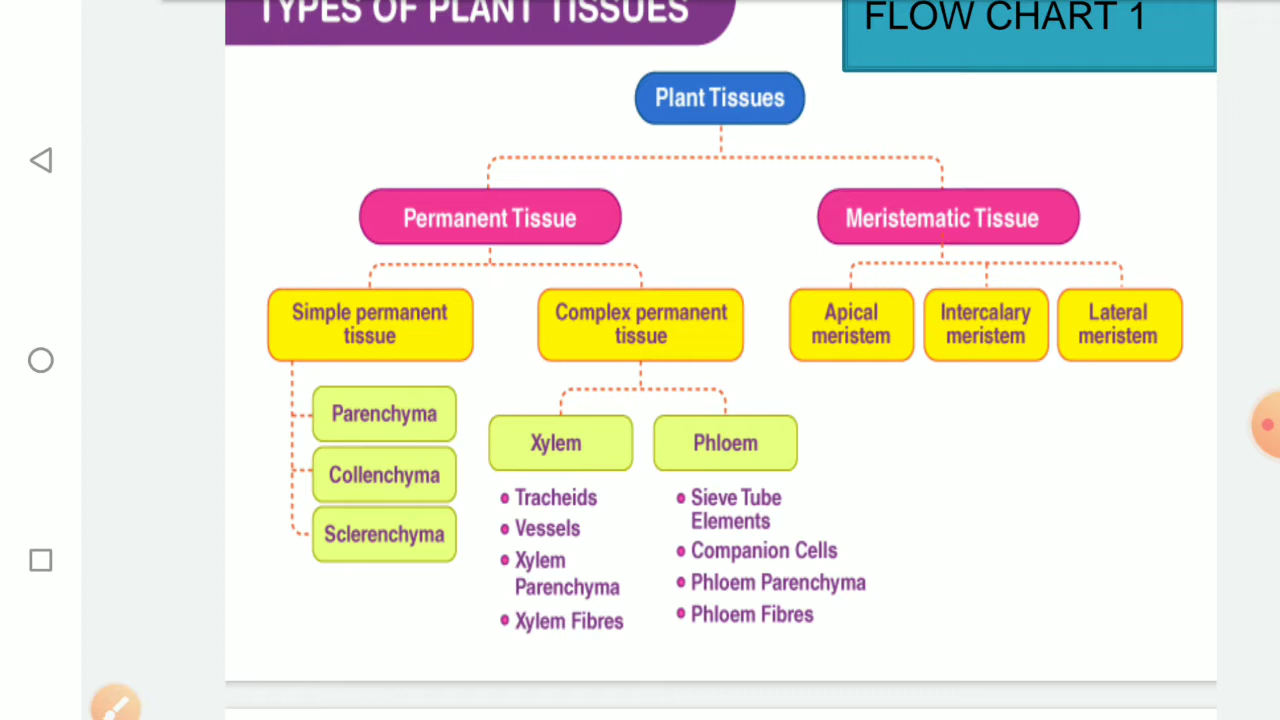 TYPES OF PLANT TISSUES
FLOW CHART 1
Plant Tissues
Permanent Tissue
Meristematic Tissue
Simple permanent
tissue
Complex permanent
tissue
Apical
meristem
Intercalary
meristem
Lateral
meristem
Parenchyma
Collenchyma
Sclerenchyma
Xylem
• Tracheids
• Vessels
• Xylem
Parenchyma
• Xylem Fibres
Phloem
• Sieve Tube
Elements
• Companion Cells
• Phloem Parenchyma
• Phloem Fibres